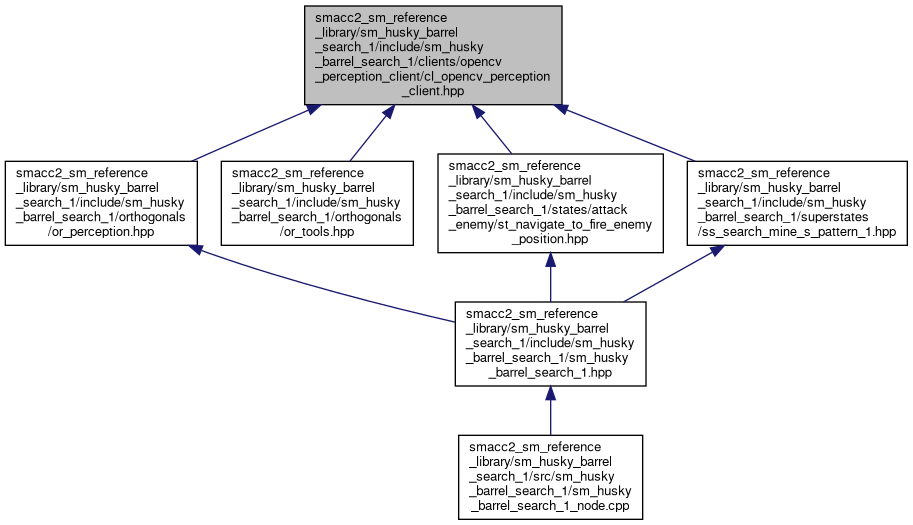 smacc2_sm_reference
_library/sm_husky_barrel
_search_1/include/sm_husky
_barrel_search_1/clients/opencv
_perception_client/cl_opencv_perception
_client.hpp
smacc2_sm_reference
_library/sm_husky_barrel
_search_1/include/sm_husky
_barrel_search_1/orthogonals
/or_perception.hpp
smacc2_sm_reference
_library/sm_husky_barrel
_search_1/include/sm_husky
_barrel_search_1/orthogonals
/or_tools.hpp
smacc2_sm_reference
_library/sm_husky_barrel
_search_1/include/sm_husky
_barrel_search_1/states/attack
_enemy/st_navigate_to_fire_enemy
_position.hpp
smacc2_sm_reference
_library/sm_husky_barrel
_search_1/include/sm_husky
_barrel_search_1/superstates
/ss_search_mine_s_pattern_1.hpp
smacc2_sm_reference
_library/sm_husky_barrel
_search_1/include/sm_husky
_barrel_search_1/sm_husky
_barrel_search_1.hpp
smacc2_sm_reference
_library/sm_husky_barrel
_search_1/src/sm_husky
_barrel_search_1/sm_husky
_barrel_search_1_node.cpp